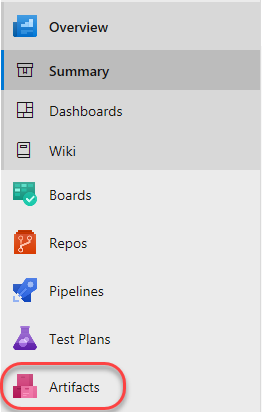 Overview
Summary
Dashboards
Wiki
Boards
Repos
Pipelines
Test Plans
Artifacts